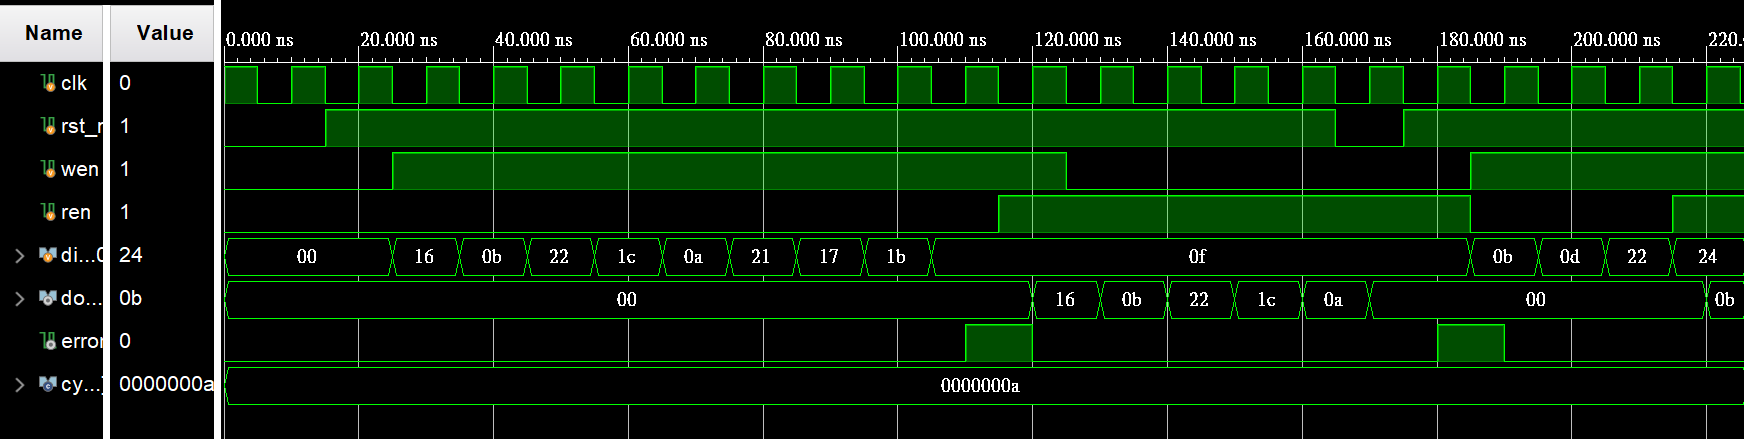 Name Value
0.000 ns 20.000 ns 40.000 ns 60.000 ns 80.000 ns 100.000 ns 120.000 ns 140.000 ns 160.000 ns 180.000 ns 200.000 ns 220.
clk 0
rst_r 1
wen 1
ren 1
di...0 24 00 16 0b 22 1c 0a 21 17 1b 0f 0b 0d 22 24
do... 0b 00 16 0b 22 1c 0a 00 0b
error 0
cy... 0000000a 0000000a